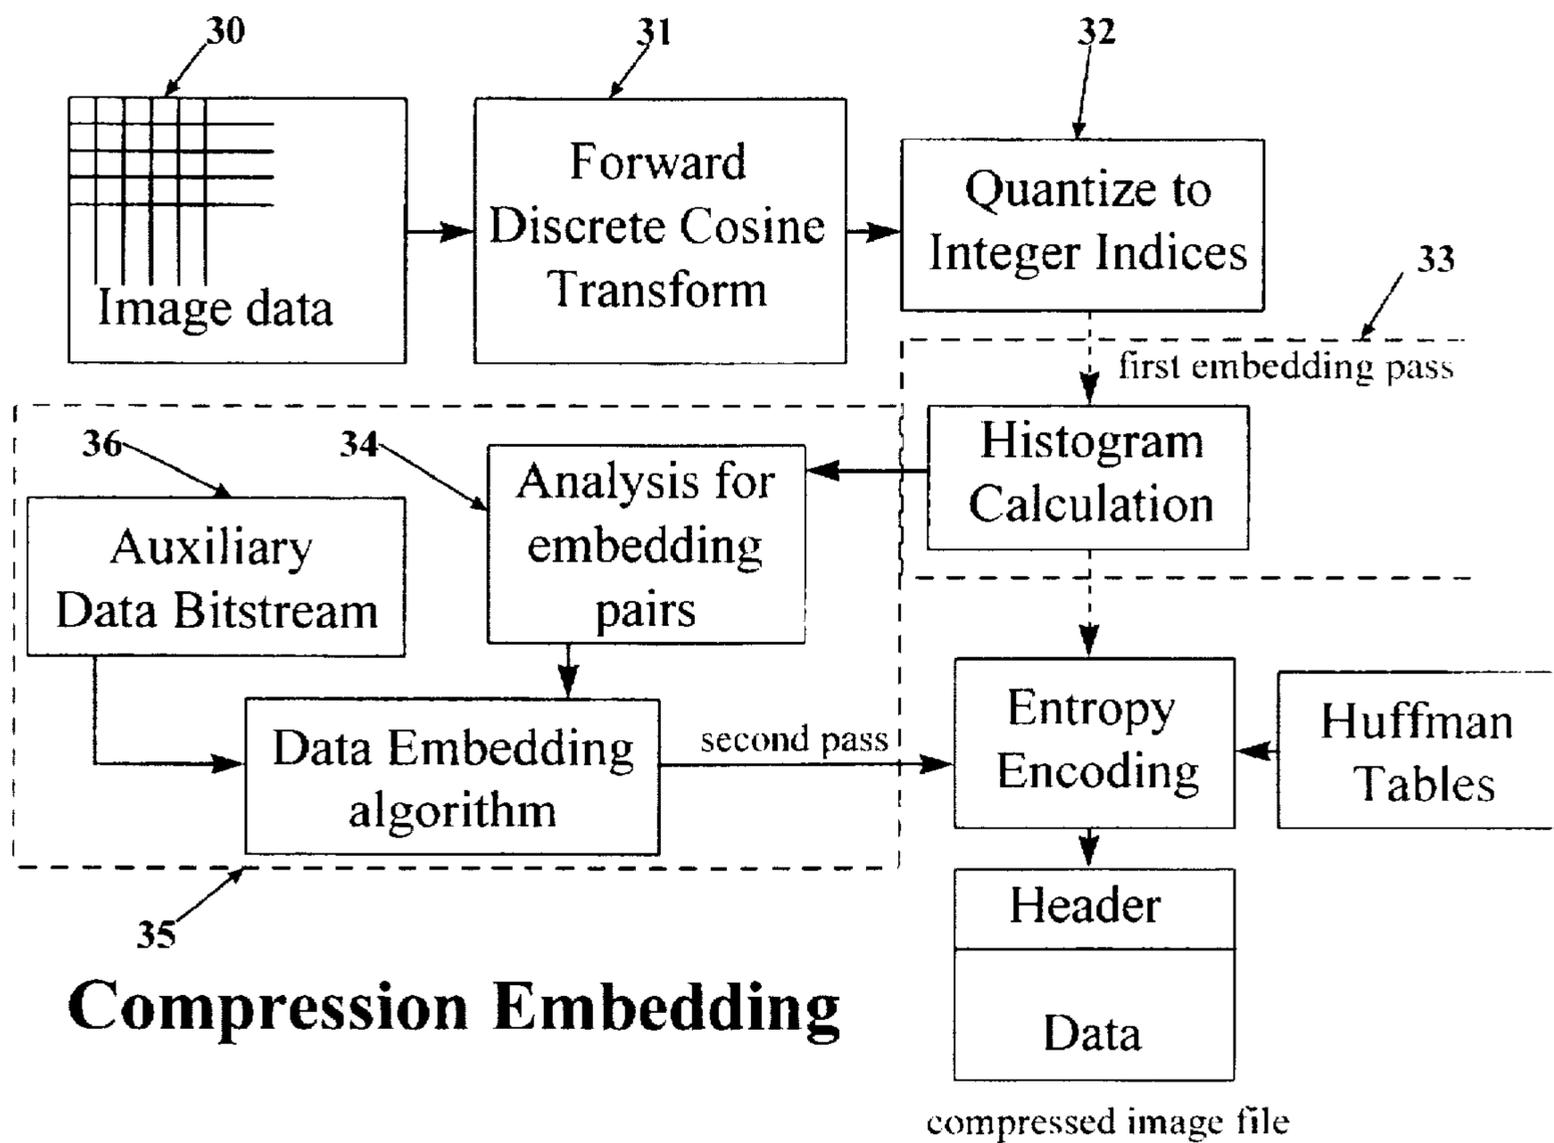 30
31
32
Image data
Forward
Discrete Cosine
Transform
Quantize to
Integer Indices
33
first embedding pass
36
34
Auxiliary
Data Bitstream
Analysis for
embedding
pairs
Histogram
Calculation
Data Embedding
algorithm
second pass
Entropy
Encoding
Huffman
Tables
35
Header
Data
Compression Embedding
compressed image file